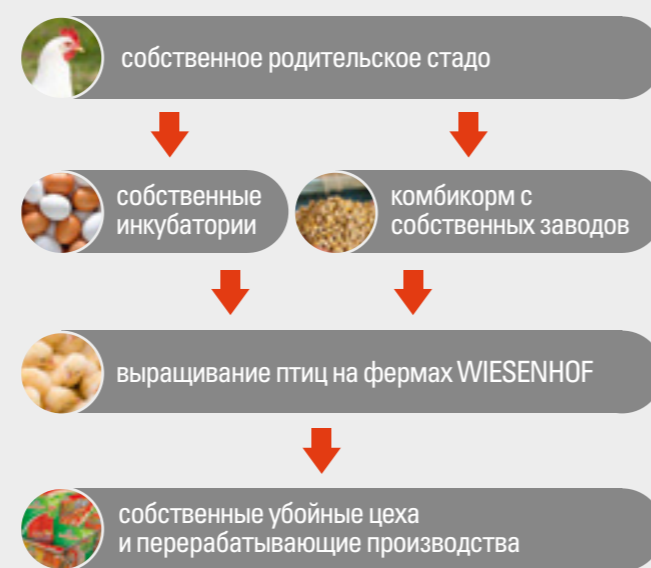 собственное родительское стадо
собственные
инкубатории
комбикорм с
собственных заводов
выращивание птиц на фермах WIESENHOF
собственные убойные цеха
и перерабатывающие производства